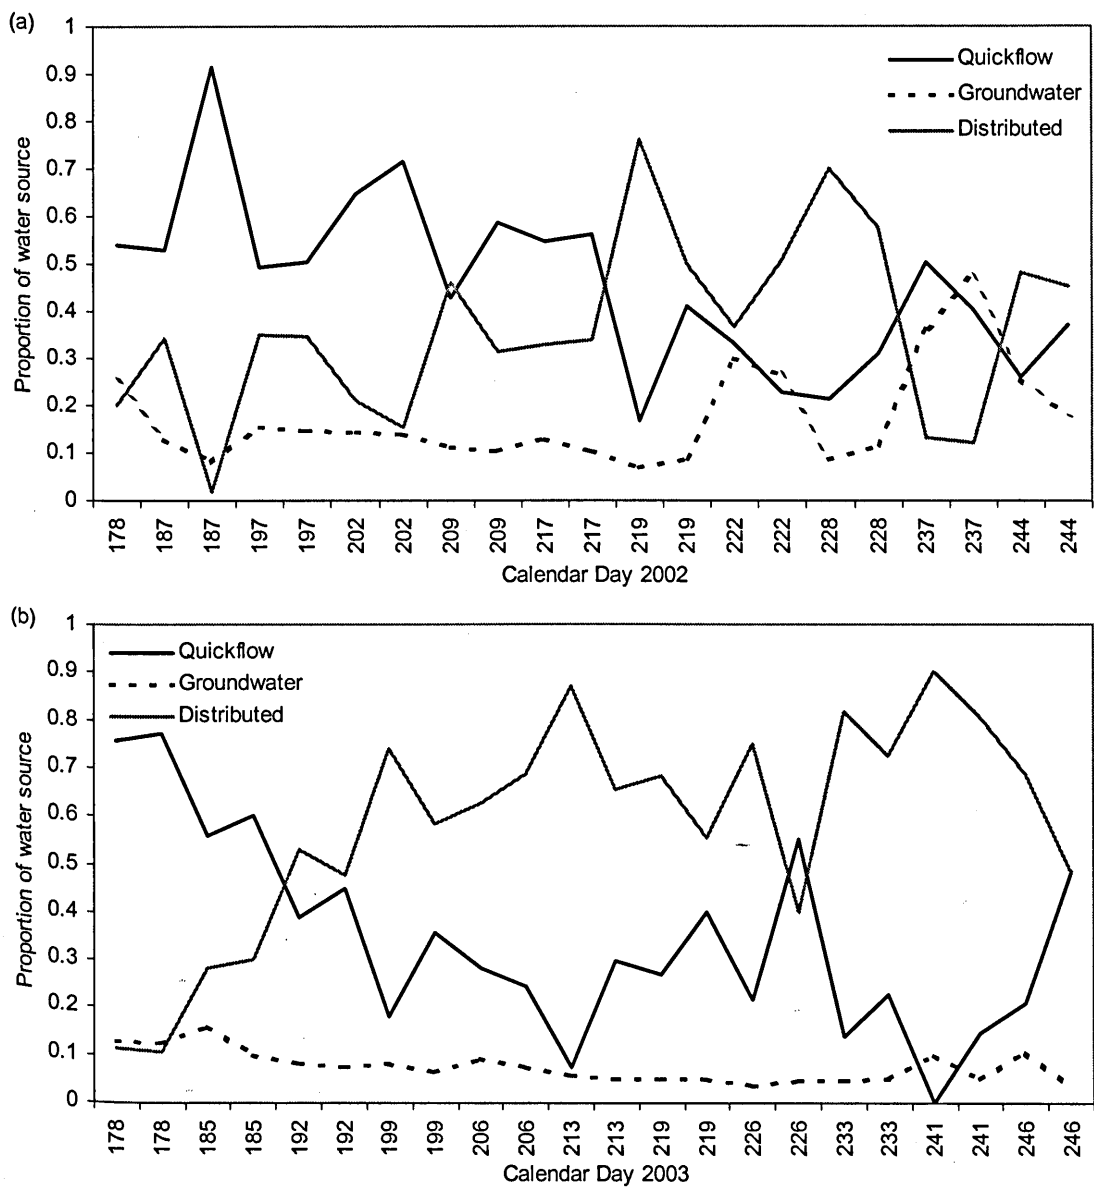 (a)
1
0.9
0.8
0.7
0.6
0.5
0.4
0.3
0.2
0.1
0
Proportion of water source
Quickflow
Groundwater
Distributed
178 187 187 197 197 202 202 209 209 217 217 219 219 222 222 228 228 237 237 244 244
Calendar Day 2002
(b)
1
0.9
0.8
0.7
0.6
0.5
0.4
0.3
0.2
0.1
0
Proportion of water source
Quickflow
Groundwater
Distributed
178 178 185 185 192 192 199 199 206 206 213 213 219 219 226 226 233 233 241 241 246 246
Calendar Day 2003